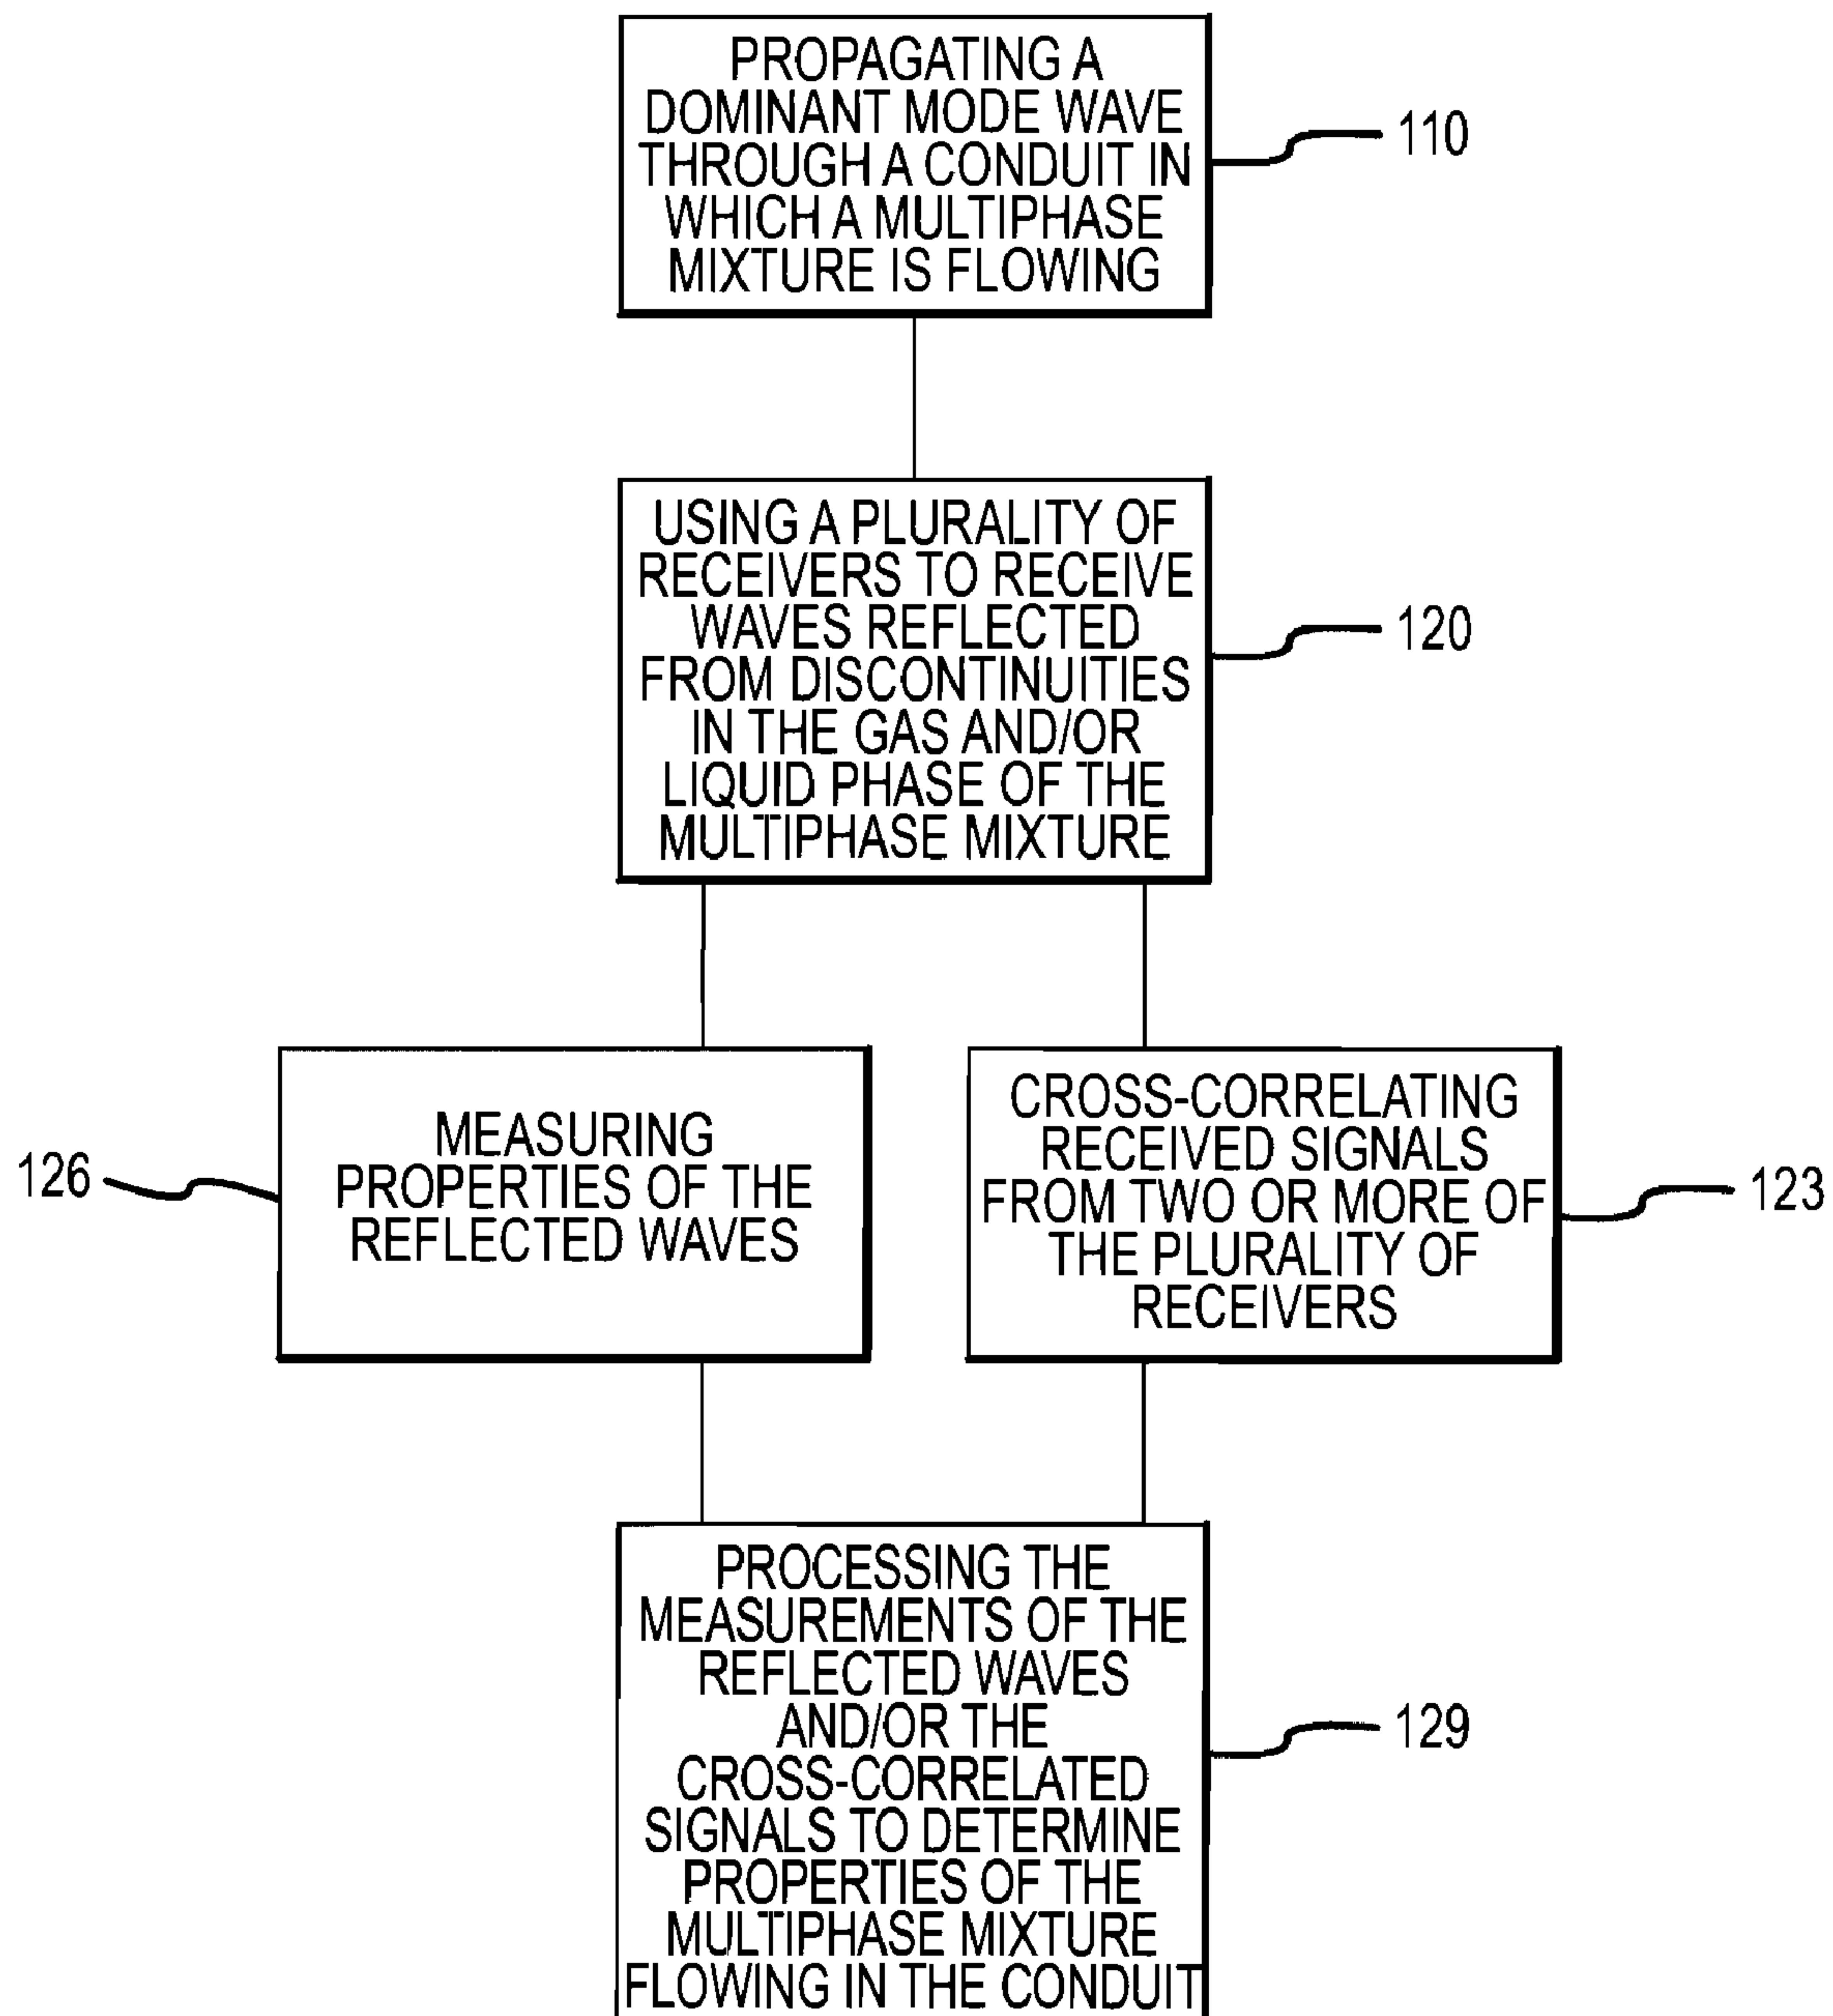 PROPAGATING A
DOMINANT MODE WAVE
THROUGH A CONDUIT IN
WHICH A MULTIPHASE
MIXTURE IS FLOWING
110
USING A PLURALITY OF
RECEIVERS TO RECEIVE
WAVES REFLECTED
FROM DISCONTINUITIES
IN THE GAS AND/OR
LIQUID PHASE OF THE
MULTIPHASE MIXTURE
120
126
MEASURING
PROPERTIES OF THE
REFLECTED WAVES
CROSS-CORRELATING
RECEIVED SIGNALS
FROM TWO OR MORE OF
THE PLURALITY OF
RECEIVERS
123
PROCESSING THE
MEASUREMENTS OF THE
REFLECTED WAVES
AND/OR THE
CROSS-CORRELATED
SIGNALS TO DETERMINE
PROPERTIES OF THE
MULTIPHASE MIXTURE
FLOWING IN THE CONDUIT
129